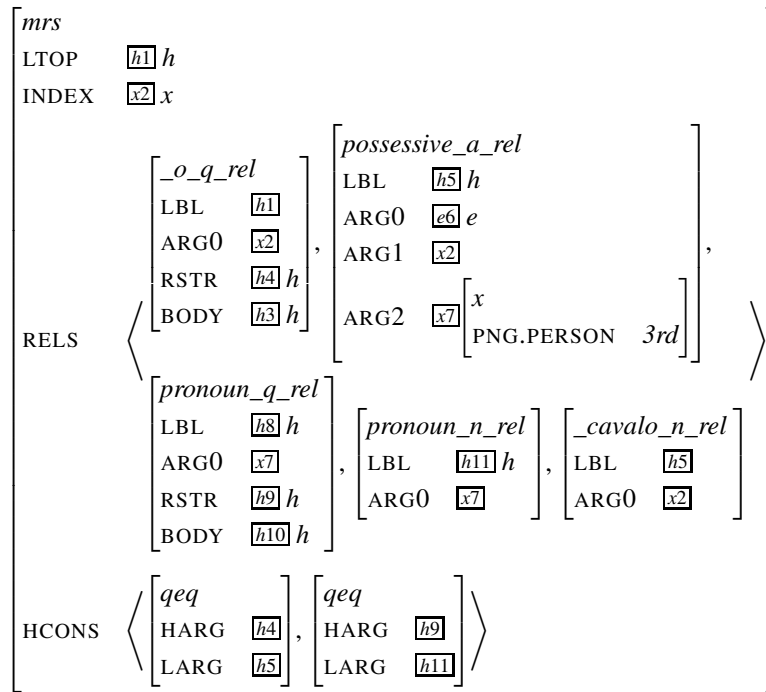 mrs
LTOP h1 h
INDEX x2 x
RELS ⟨ [ _o_q_rel
LBL h1
ARG0 x2
RSTR h4 h
BODY h3 h ],
[ possessive_a_rel
LBL h5 h
ARG0 e6 e
ARG1 x2
ARG2 x7 [ x
PNG.PERSON 3rd ] ],
[ pronoun_q_rel
LBL h8 h
ARG0 x7
RSTR h9 h
BODY h10 h ],
[ pronoun_n_rel
LBL h11 h
ARG0 x7 ],
[ _cavalo_n_rel
LBL h5
ARG0 x2 ] ⟩
HCONS ⟨ [ qeq
HARG h4
LARG h5 ],
[ qeq
HARG h9
LARG h11 ] ⟩